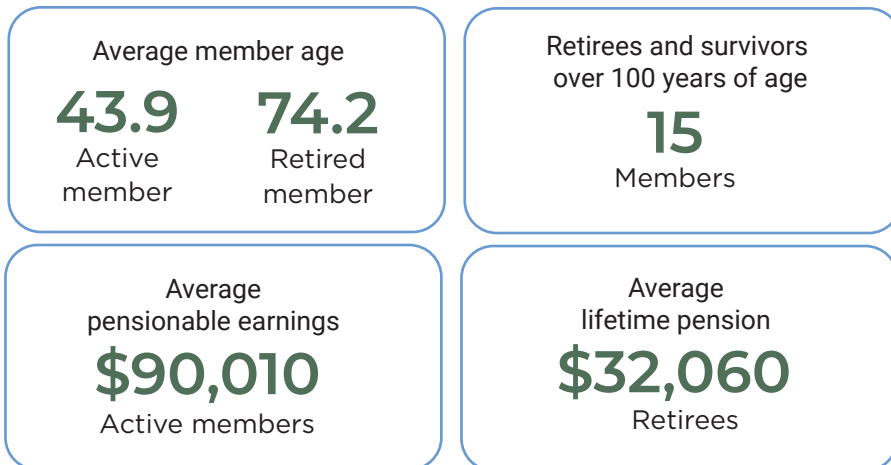 Average member age
43.9 74.2
Active Retired
member member
Retirees and survivors
over 100 years of age
15
Members
Average
pensionable earnings
$90,010
Active members
Average
lifetime pension
$32,060
Retirees